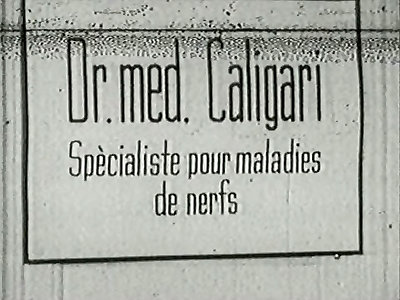 Dr. med. Caligari
Spècialiste pour maladies
de nerfs